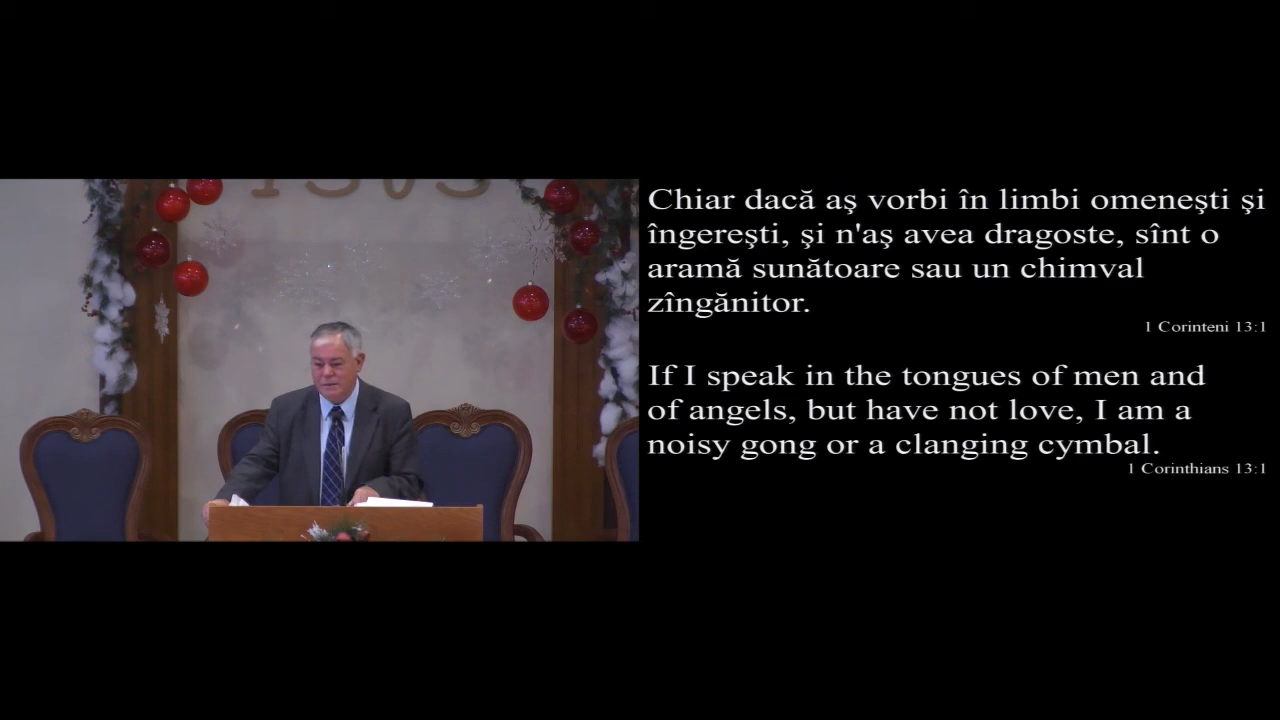 Chiar dacă aş vorbi în limbi omeneşti şi
îngereşti, şi n'aş avea dragoste, sînt o
aramă sunătoare sau un chimval
zîngănitor.
1 Corinteni 13:1
If I speak in the tongues of men and
of angels, but have not love, I am a
noisy gong or a clanging cymbal.
1 Corinthians 13:1